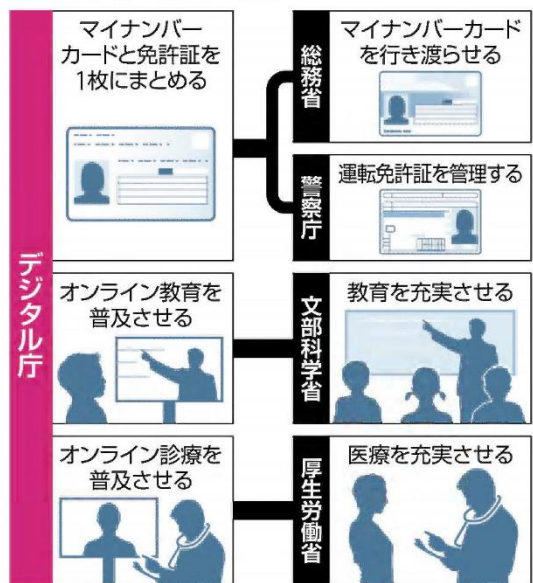 デジタル庁
マイナンバー
カードと免許証を
1枚にまとめる
総務省
マイナンバーカード
を行き渡らせる
警察庁
運転免許証を管理する
オンライン教育を
普及させる
文部科学省
教育を充実させる
オンライン診療を
普及させる
厚生労働省
医療を充実させる